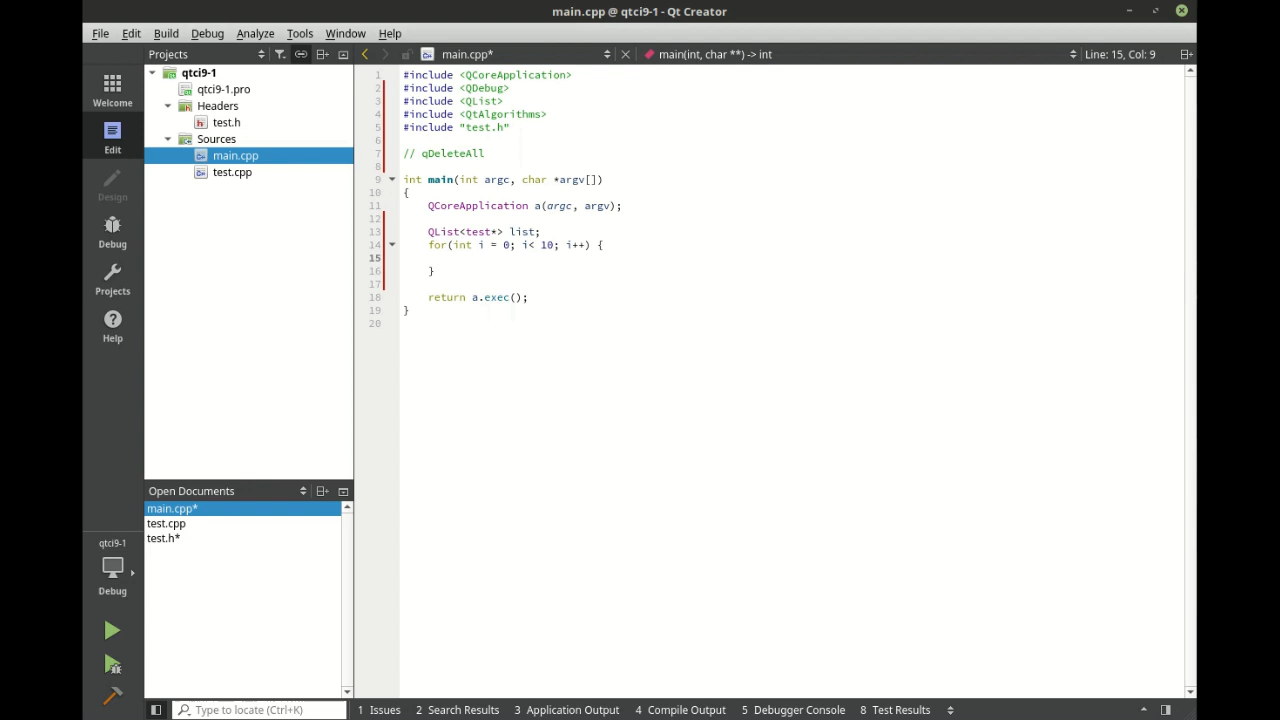 main.cpp @ qtci9-1 - Qt Creator
File Edit Build Debug Analyze Tools Window Help
Projects
main.cpp*
main(int, char **) -> int
Line: 15, Col: 9
Welcome
Edit
Design
Debug
Projects
Help
qtci9-1
qtci9-1.pro
Headers
test.h
Sources
main.cpp
test.cpp
1 #include <QCoreApplication>
2 #include <QDebug>
3 #include <QList>
4 #include <QtAlgorithms>
5 #include "test.h"
6
7 // qDeleteAll
8
9 int main(int argc, char *argv[])
10 {
11 QCoreApplication a(argc, argv);
12
13 QList<test*> list;
14 for(int i = 0; i< 10; i++) {
15
16 }
17
18 return a.exec();
19 }
20
Open Documents
main.cpp*
test.cpp
test.h*
qtci9-1
Debug
Type to locate (Ctrl+K)
1 Issues 2 Search Results 3 Application Output 4 Compile Output 5 Debugger Console 8 Test Results